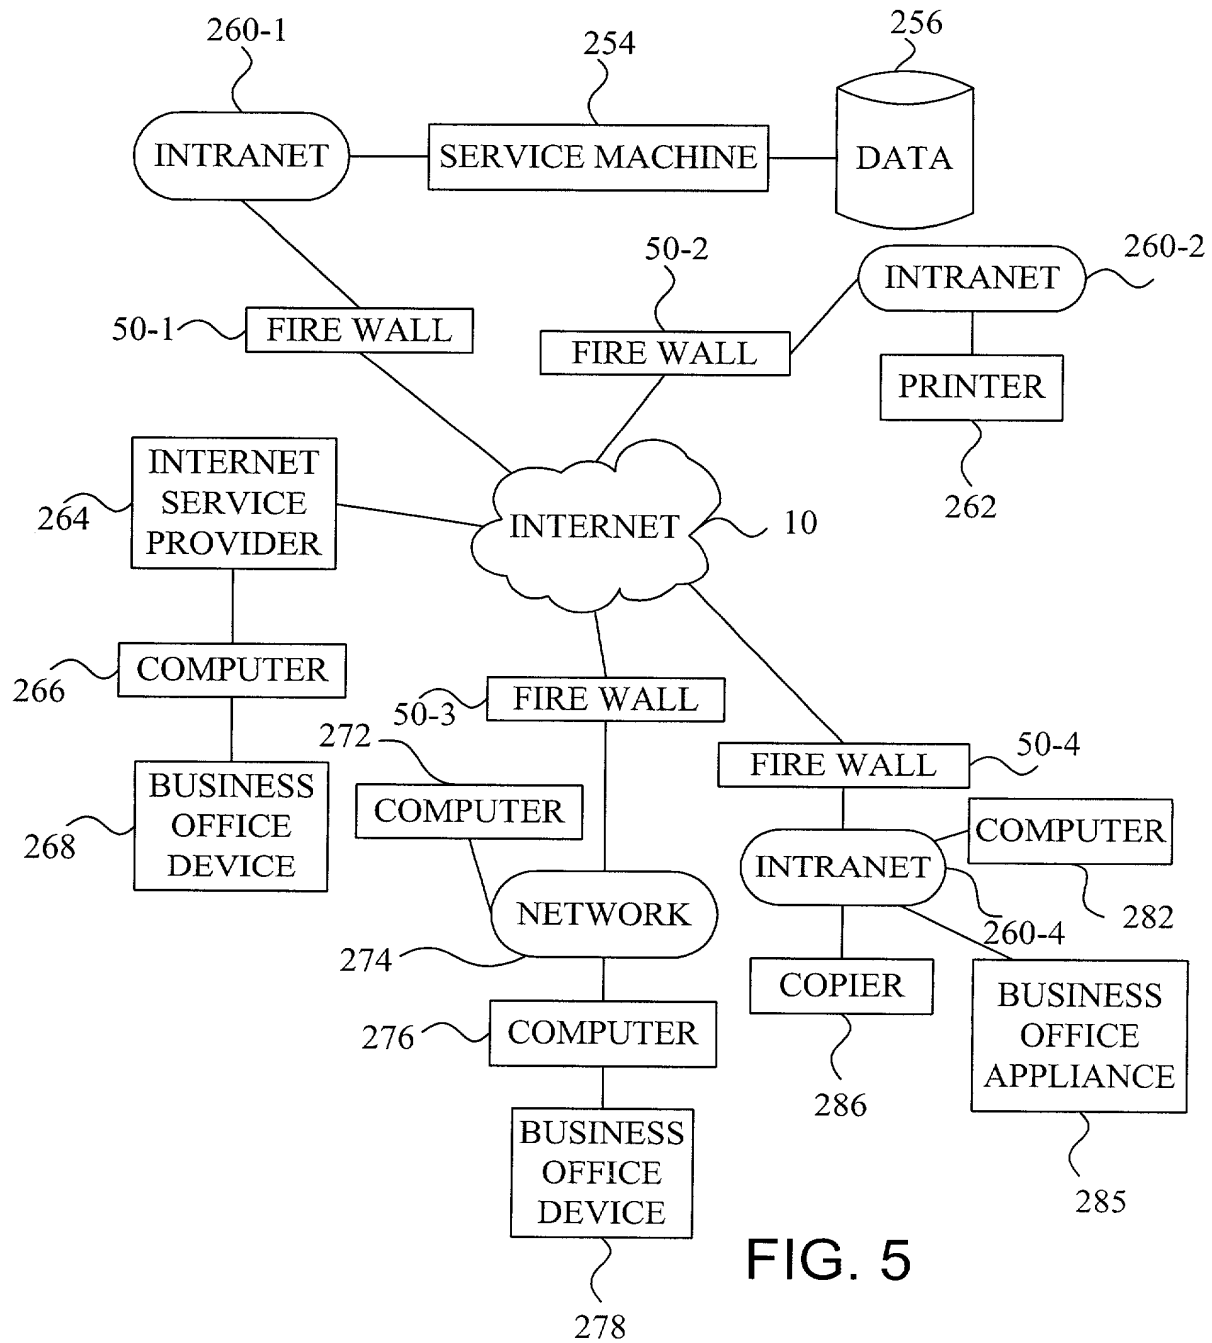 260-1
254
256
INTRANET
SERVICE MACHINE
DATA
50-2
260-2
INTRANET
50-1
FIRE WALL
FIRE WALL
PRINTER
INTERNET
SERVICE
PROVIDER
264
INTERNET
10
262
COMPUTER
266
FIRE WALL
50-3
272
50-4
FIRE WALL
BUSINESS
OFFICE
DEVICE
268
COMPUTER
COMPUTER
INTRANET
282
NETWORK
260-4
274
COPIER
BUSINESS
OFFICE
APPLIANCE
276
COMPUTER
286
BUSINESS
OFFICE
DEVICE
285
FIG. 5
278